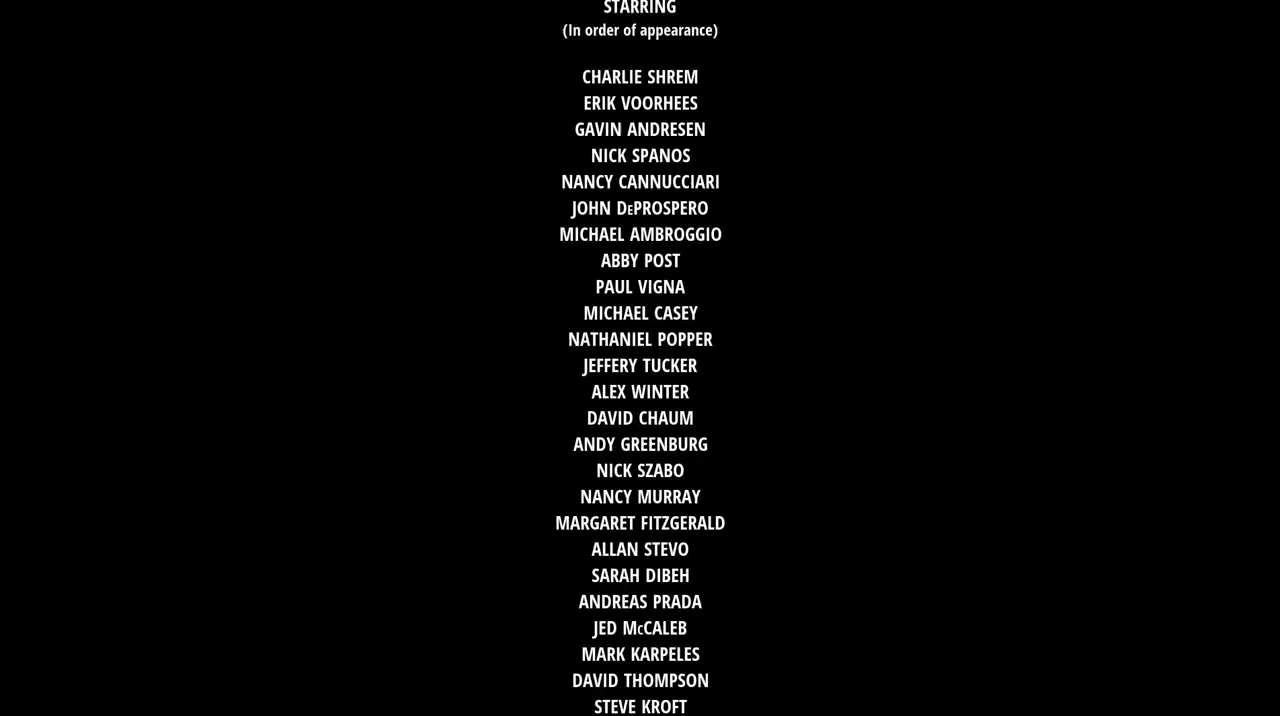 STARRING
(In order of appearance)
CHARLIE SHREM
ERIK VOORHEES
GAVIN ANDRESEN
NICK SPANOS
NANCY CANNUCCIARI
JOHN DePROSPERO
MICHAEL AMBROGGIO
ABBY POST
PAUL VIGNA
MICHAEL CASEY
NATHANIEL POPPER
JEFFERY TUCKER
ALEX WINTER
DAVID CHAUM
ANDY GREENBURG
NICK SZABO
NANCY MURRAY
MARGARET FITZGERALD
ALLAN STEVO
SARAH DIBEH
ANDREAS PRADA
JED McCALEB
MARK KARPELES
DAVID THOMPSON
STEVE KROFT